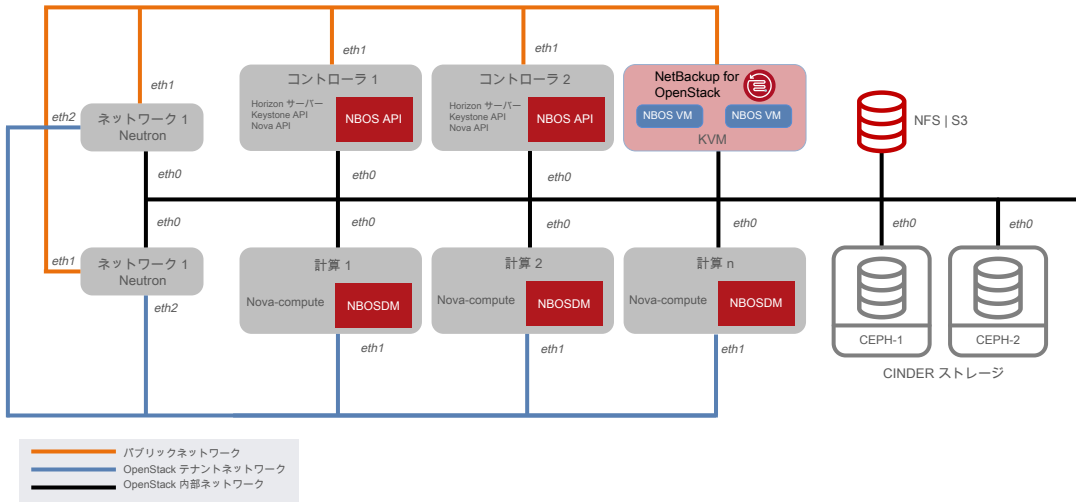 eth1
eth1
eth1
コントローラ 1
Horizon サーバー
Keystone API
Nova API
NBOS API
コントローラ 2
Horizon サーバー
Keystone API
Nova API
NBOS API
NetBackup for
OpenStack
NBOS VM
NBOS VM
KVM
eth2
ネットワーク 1
Neutron
NFS | S3
eth0
eth0
eth0
eth0
eth0
eth0
eth0
eth0
eth0
eth1
ネットワーク 1
Neutron
eth2
計算 1
Nova-compute
NBOSDM
計算 2
Nova-compute
NBOSDM
計算 n
Nova-compute
NBOSDM
CEPH-1
CEPH-2
eth1
eth1
eth1
CINDER ストレージ
パブリックネットワーク
OpenStack テナントネットワーク
OpenStack 内部ネットワーク